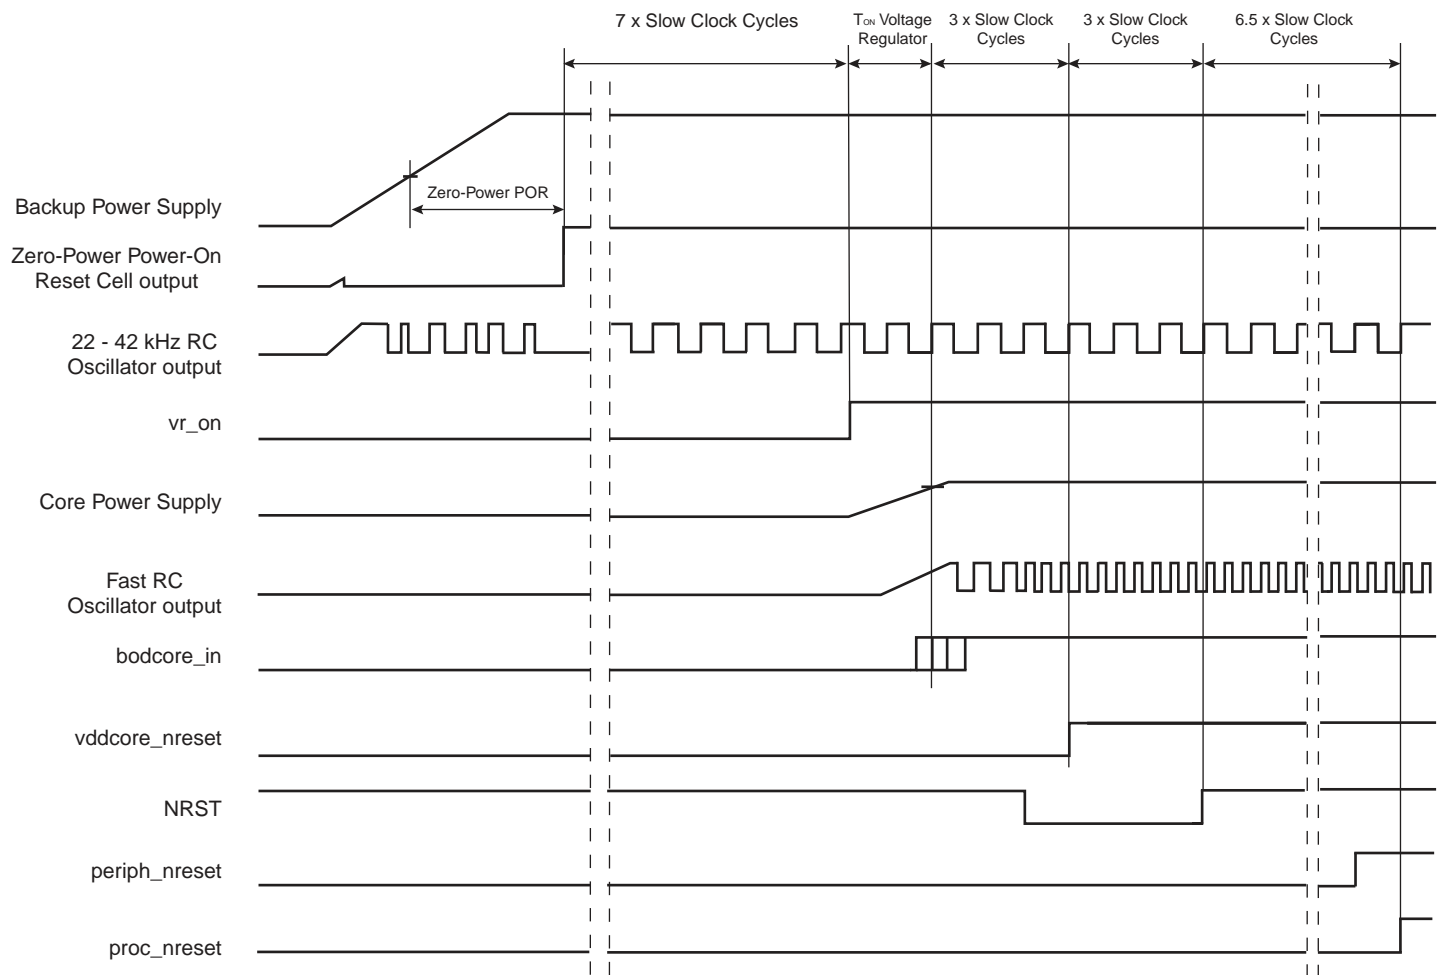 7 x Slow Clock Cycles
TON Voltage
Regulator
3 x Slow Clock
Cycles
3 x Slow Clock
Cycles
6.5 x Slow Clock
Cycles
Zero-Power POR
Backup Power Supply
Zero-Power Power-On
Reset Cell output
22 - 42 kHz RC
Oscillator output
vr_on
Core Power Supply
Fast RC
Oscillator output
bodcore_in
vddcore_nreset
NRST
periph_nreset
proc_nreset